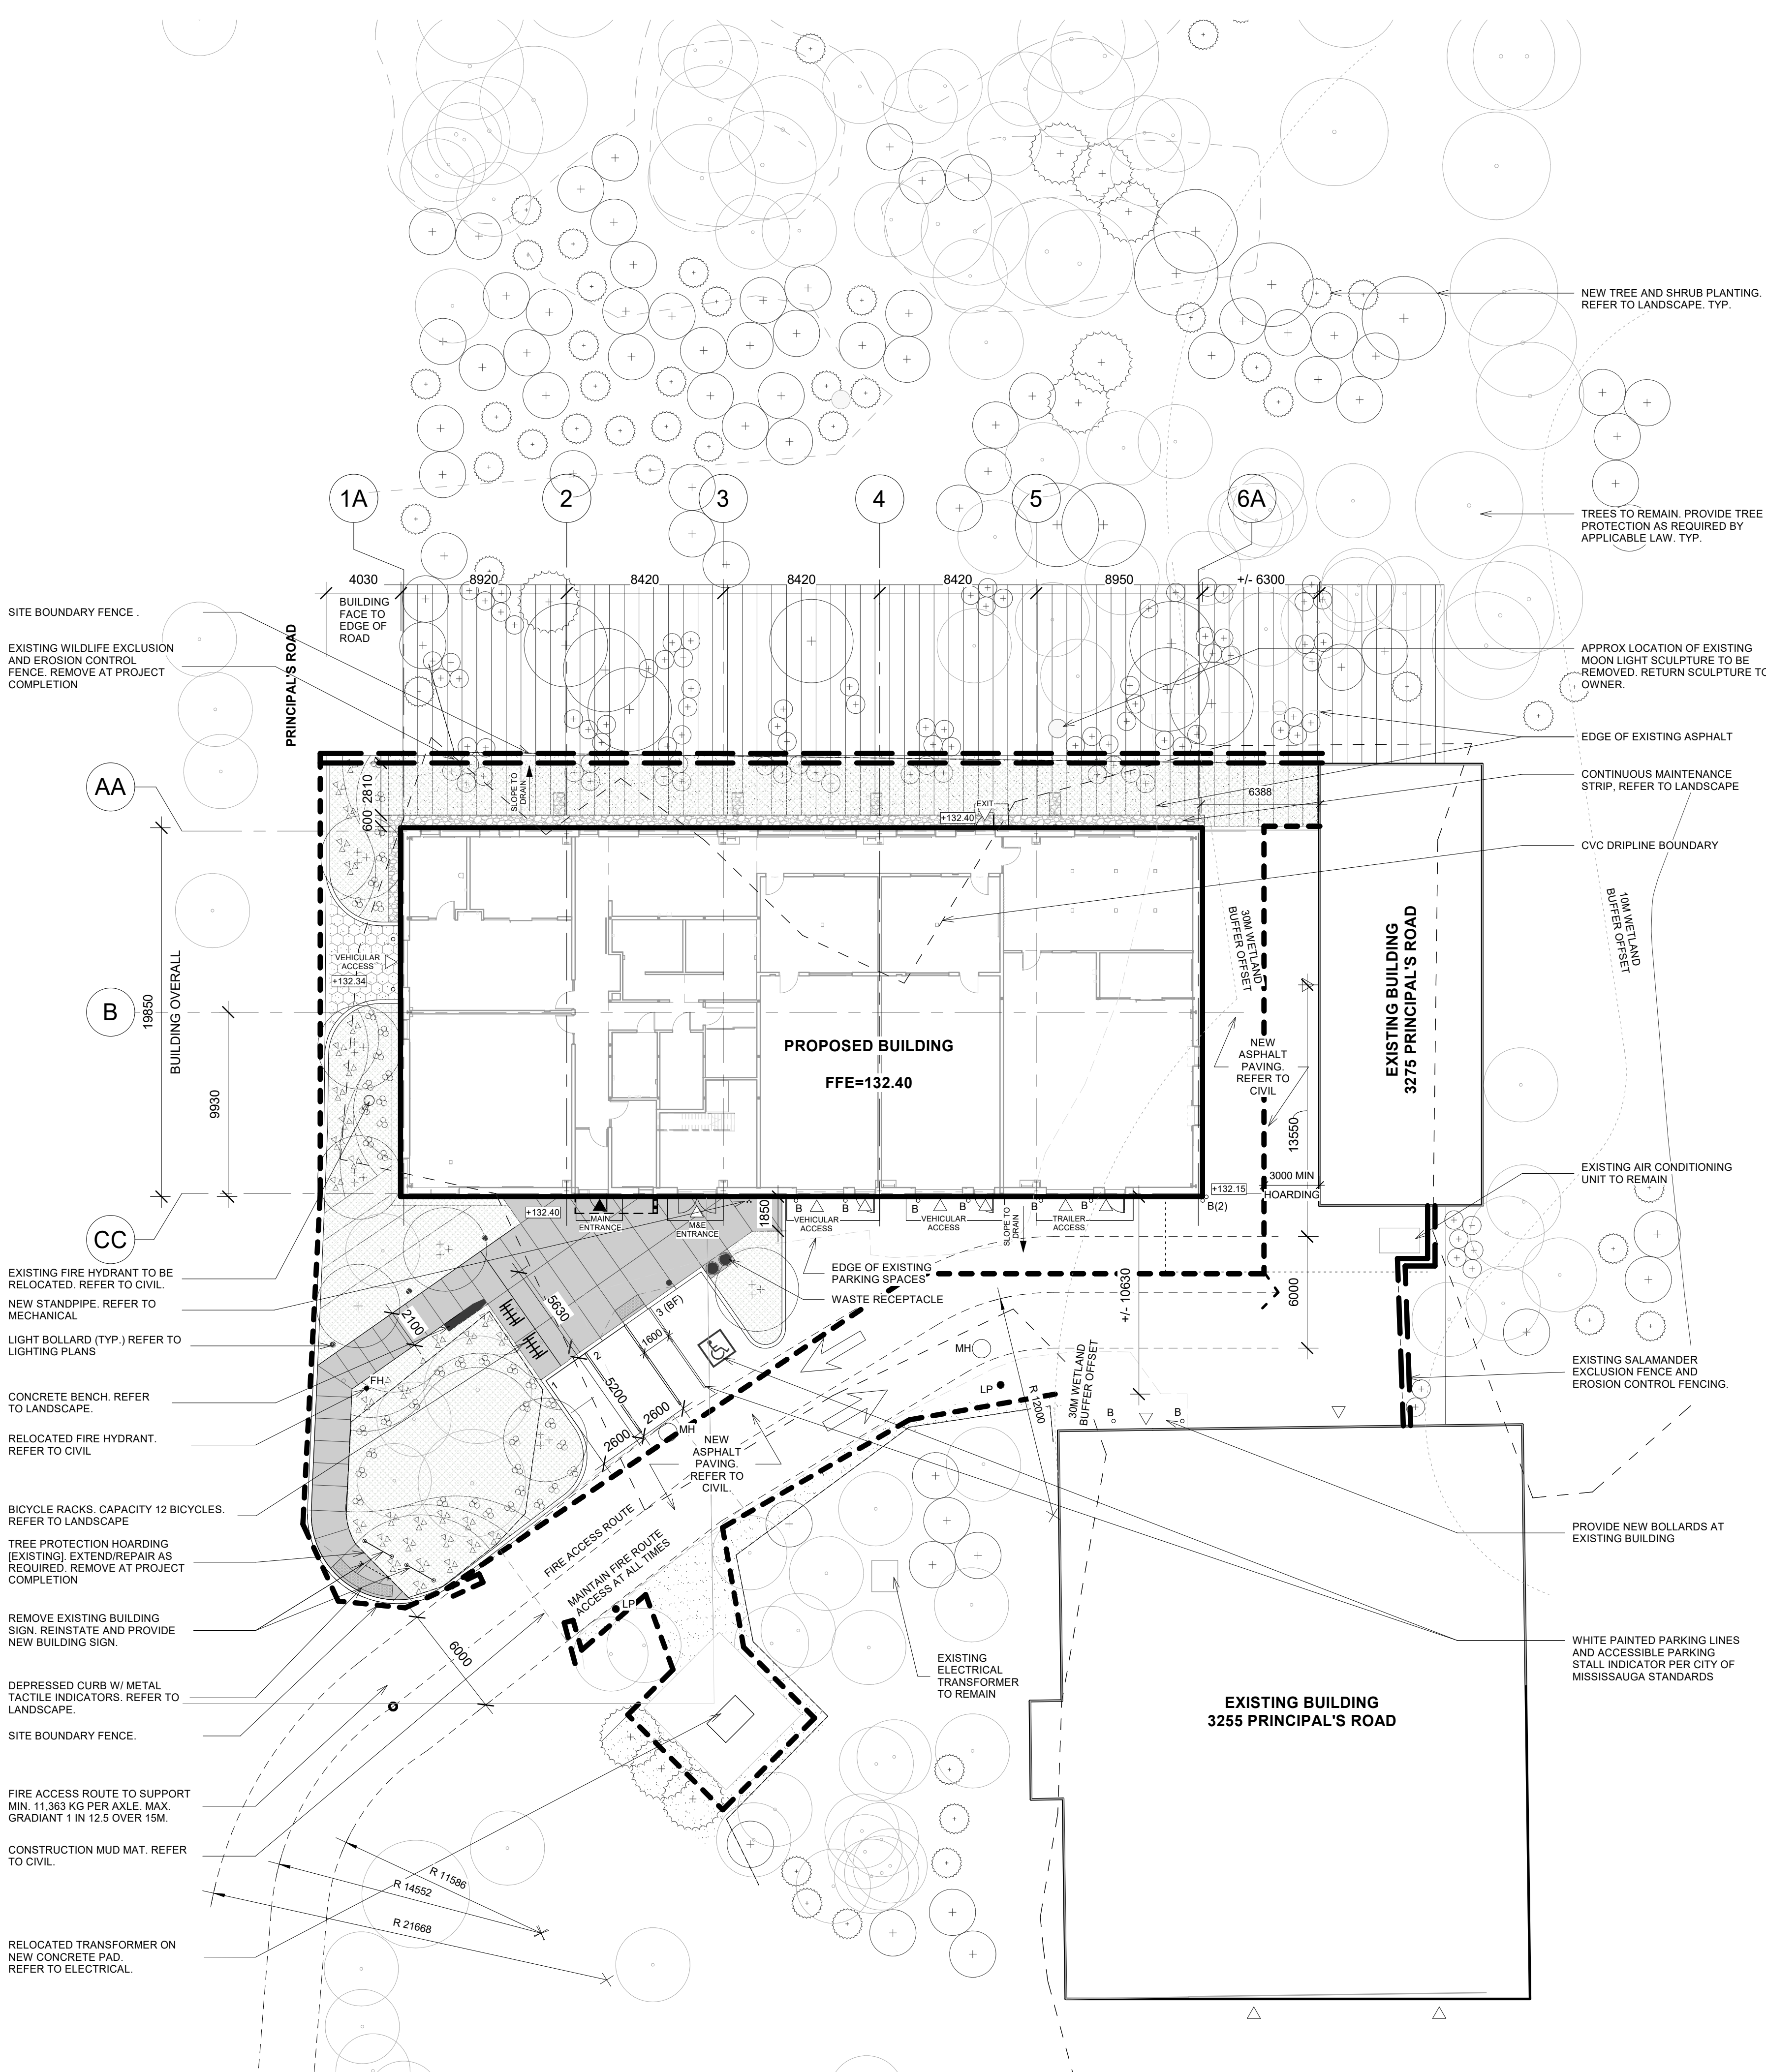 NEW TREE AND SHRUB PLANTING.
REFER TO LANDSCAPE. TYP.
1A
2
3
4
5
6A
TREES TO REMAIN. PROVIDE TREE
PROTECTION AS REQUIRED BY
APPLICABLE LAW. TYP.
4030
8920
8420
8420
8420
8950
+/- 6300
BUILDING
FACE TO
EDGE OF
ROAD
PRINCIPAL'S ROAD
SITE BOUNDARY FENCE .
EXISTING WILDLIFE EXCLUSION
AND EROSION CONTROL
FENCE. REMOVE AT PROJECT
COMPLETION
APPROX LOCATION OF EXISTING
MOON LIGHT SCULPTURE TO BE
REMOVED. RETURN SCULPTURE TO
OWNER.
EDGE OF EXISTING ASPHALT
CONTINUOUS MAINTENANCE
STRIP, REFER TO LANDSCAPE
CVC DRIPLINE BOUNDARY
AA
B
CC
2810
600
SLOPE TO
DRAIN
EXIT
+132.40
6388
19850
BUILDING OVERALL
9930
VEHICULAR
ACCESS
+132.34
30M WETLAND
BUFFER OFFSET
10M WETLAND
BUFFER OFFSET
EXISTING BUILDING
3275 PRINCIPAL'S ROAD
PROPOSED BUILDING
FFE=132.40
NEW
ASPHALT
PAVING.
REFER TO
CIVIL
13550
3000 MIN
HOARDING
+132.15
B(2)
EXISTING AIR CONDITIONING
UNIT TO REMAIN
+132.40
MAIN
ENTRANCE
M&E
ENTRANCE
1850
B
B
VEHICULAR
ACCESS
B
B
VEHICULAR
ACCESS
SLOPE TO
DRAIN
B
B
TRAILER
ACCESS
EDGE OF EXISTING
PARKING SPACES
WASTE RECEPTACLE
+/- 10630
6000
EXISTING FIRE HYDRANT TO BE
RELOCATED. REFER TO CIVIL.
NEW STANDPIPE. REFER TO
MECHANICAL
LIGHT BOLLARD (TYP.) REFER TO
LIGHTING PLANS
CONCRETE BENCH. REFER
TO LANDSCAPE.
RELOCATED FIRE HYDRANT.
REFER TO CIVIL
BICYCLE RACKS. CAPACITY 12 BICYCLES.
REFER TO LANDSCAPE
TREE PROTECTION HOARDING
[EXISTING]. EXTEND/REPAIR AS
REQUIRED. REMOVE AT PROJECT
COMPLETION
REMOVE EXISTING BUILDING
SIGN. REINSTATE AND PROVIDE
NEW BUILDING SIGN.
DEPRESSED CURB W/ METAL
TACTILE INDICATORS. REFER TO
LANDSCAPE.
SITE BOUNDARY FENCE.
FIRE ACCESS ROUTE TO SUPPORT
MIN. 11,363 KG PER AXLE. MAX.
GRADIANT 1 IN 12.5 OVER 15M.
CONSTRUCTION MUD MAT. REFER
TO CIVIL.
RELOCATED TRANSFORMER ON
NEW CONCRETE PAD.
REFER TO ELECTRICAL.
2100
5630
FH
1
2
3 (BF)
1600
5200
2600
2600
MH
MH
LP
LP
R 12000
30M WETLAND
BUFFER OFFSET
B
B
NEW
ASPHALT
PAVING.
REFER TO
CIVIL.
FIRE ACCESS ROUTE
MAINTAIN FIRE ROUTE
ACCESS AT ALL TIMES
6000
EXISTING
ELECTRICAL
TRANSFORMER
TO REMAIN
EXISTING SALAMANDER
EXCLUSION FENCE AND
EROSION CONTROL FENCING.
PROVIDE NEW BOLLARDS AT
EXISTING BUILDING
WHITE PAINTED PARKING LINES
AND ACCESSIBLE PARKING
STALL INDICATOR PER CITY OF
MISSISSAUGA STANDARDS
EXISTING BUILDING
3255 PRINCIPAL'S ROAD
R 11586
R 14552
R 21668